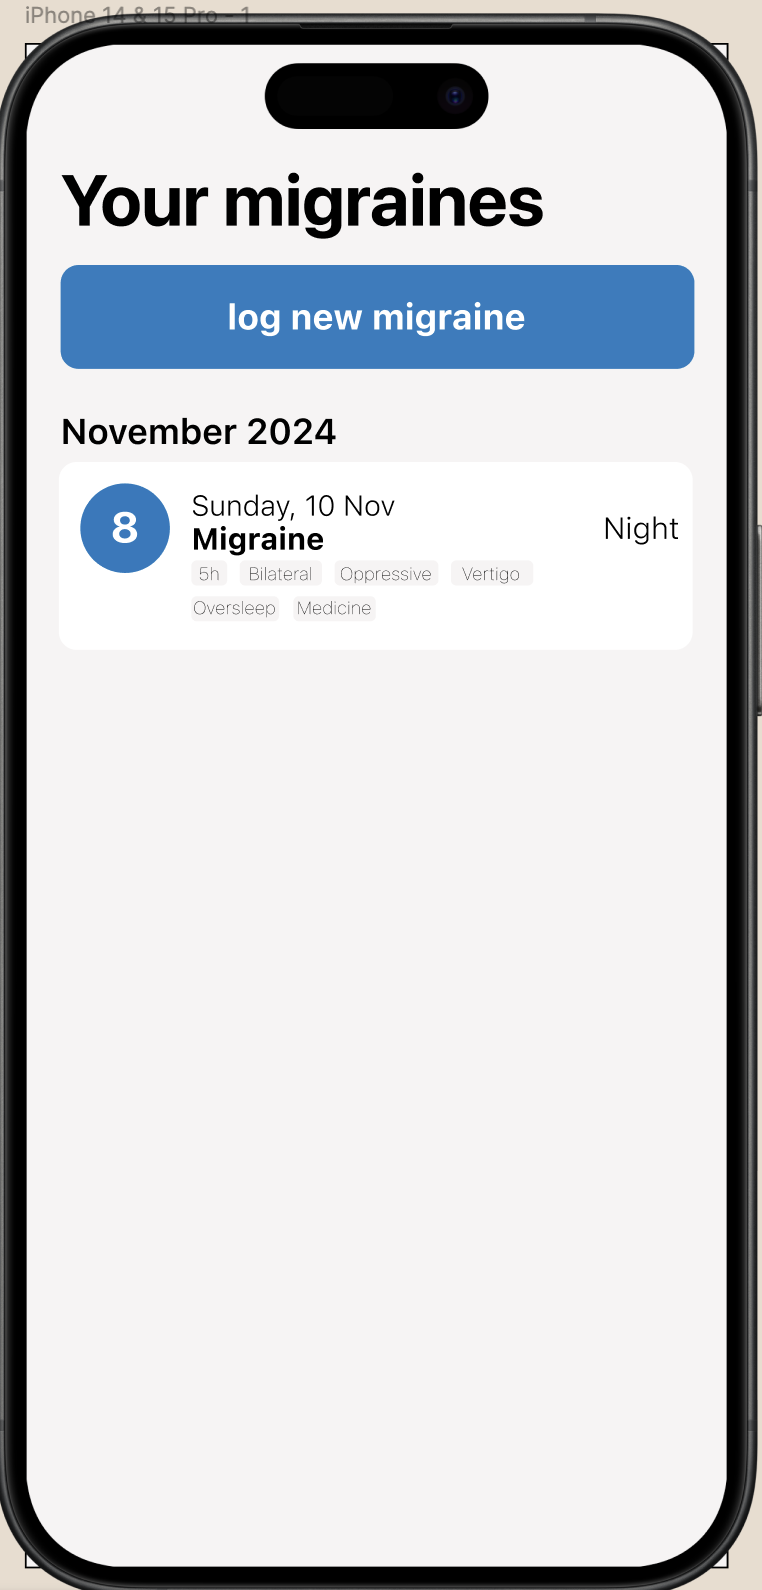 iPhone 14 & 15 Pro - 1
Your migraines
log new migraine
November 2024
8
Sunday, 10 Nov
Migraine
Night
5h Bilateral Oppressive Vertigo
Oversleep Medicine